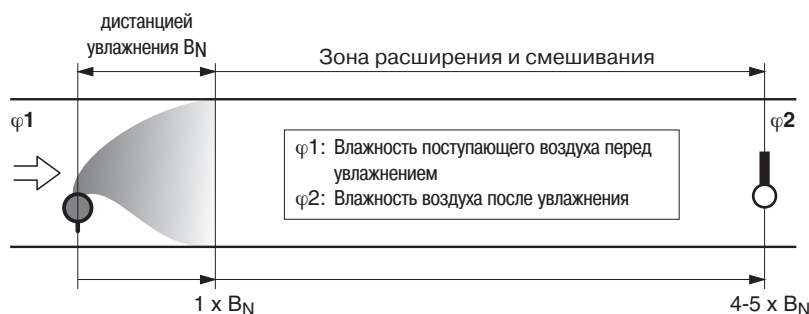 дистанцией
увлажнения BN
Зона расширения и смешивания
φ1
φ2
φ1: Влажность поступающего воздуха перед
увлажнением
φ2: Влажность воздуха после увлажнения
1 x BN
4-5 x BN